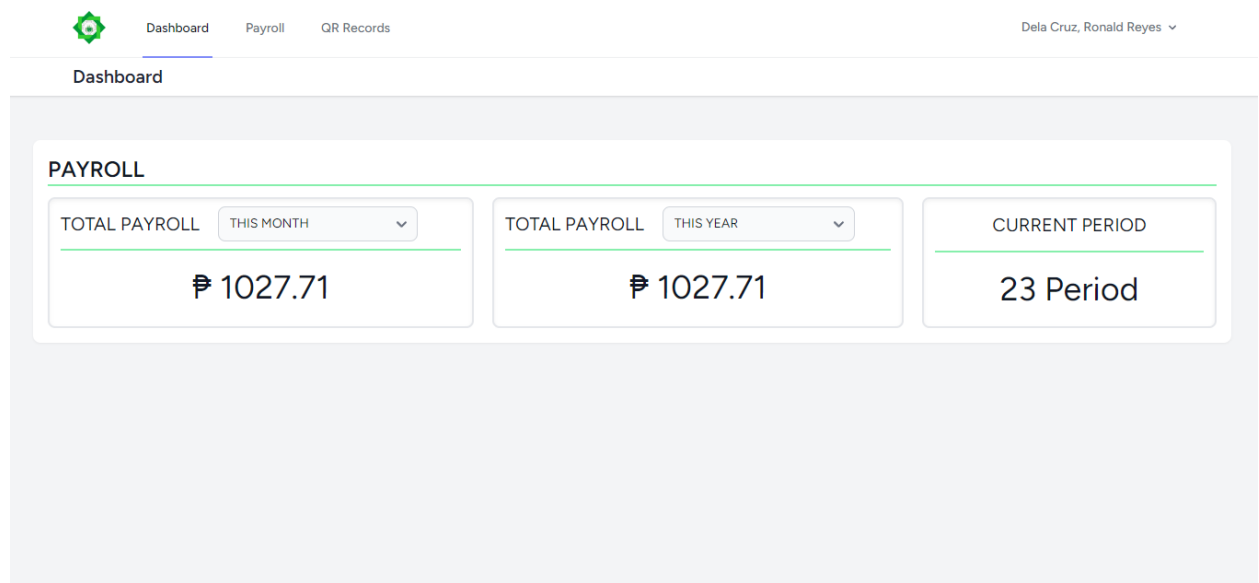 Dashboard Payroll QR Records Dela Cruz, Ronald Reyes
Dashboard
PAYROLL
TOTAL PAYROLL THIS MONTH
₱ 1027.71
TOTAL PAYROLL THIS YEAR
₱ 1027.71
CURRENT PERIOD
23 Period